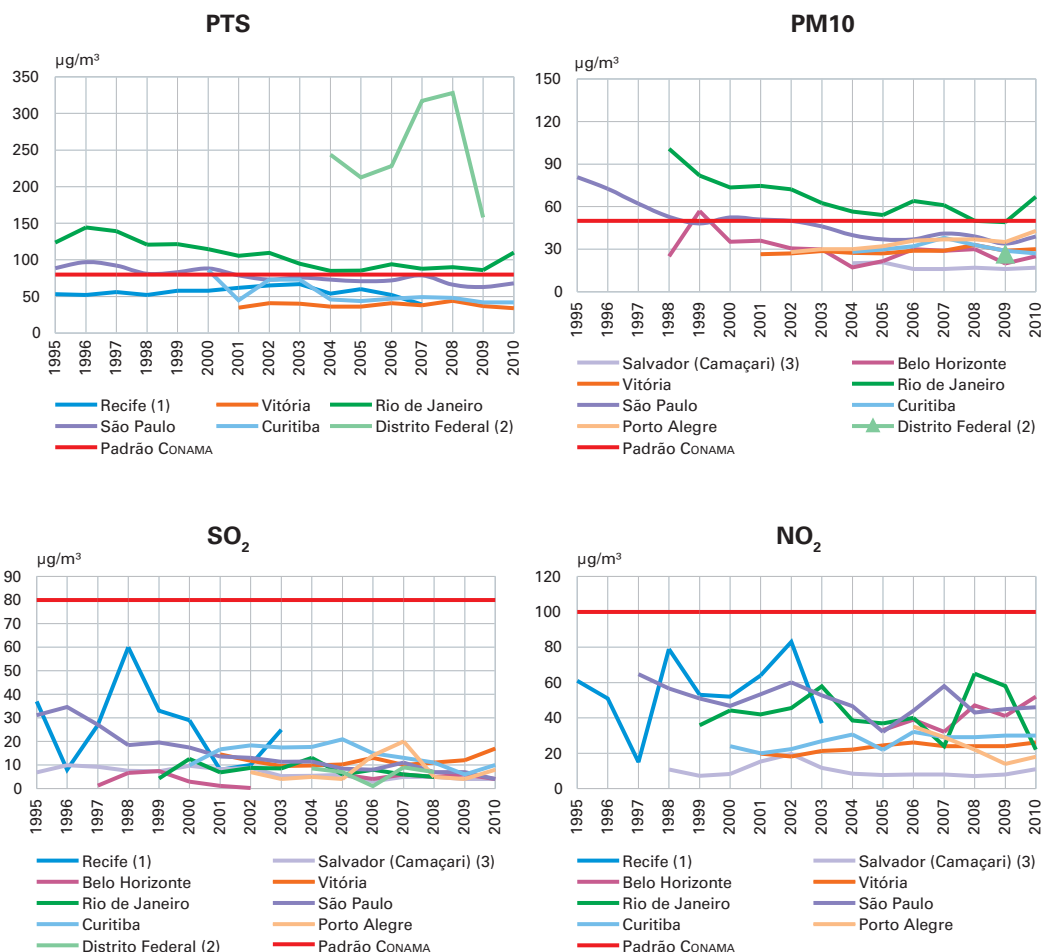 PTS
µg/m³
350
300
250
200
150
100
50
0
1995 1996 1997 1998 1999 2000 2001 2002 2003 2004 2005 2006 2007 2008 2009 2010
Recife (1) Vitória Rio de Janeiro
São Paulo Curitiba Distrito Federal (2)
Padrão CONAMA
PM10
µg/m³
150
120
90
60
30
0
1995 1996 1997 1998 1999 2000 2001 2002 2003 2004 2005 2006 2007 2008 2009 2010
Salvador (Camaçari) (3) Belo Horizonte
Vitória Rio de Janeiro
São Paulo Curitiba
Porto Alegre Distrito Federal (2)
Padrão CONAMA
SO₂
µg/m³
90
80
70
60
50
40
30
20
10
0
1995 1996 1997 1998 1999 2000 2001 2002 2003 2004 2005 2006 2007 2008 2009 2010
Recife (1) Salvador (Camaçari) (3)
Belo Horizonte Vitória
Rio de Janeiro São Paulo
Curitiba Porto Alegre
Distrito Federal (2) Padrão CONAMA
NO₂
µg/m³
120
100
80
60
40
20
0
1995 1996 1997 1998 1999 2000 2001 2002 2003 2004 2005 2006 2007 2008 2009 2010
Recife (1) Salvador (Camaçari) (3)
Belo Horizonte Vitória
Rio de Janeiro São Paulo
Curitiba Porto Alegre
Padrão CONAMA